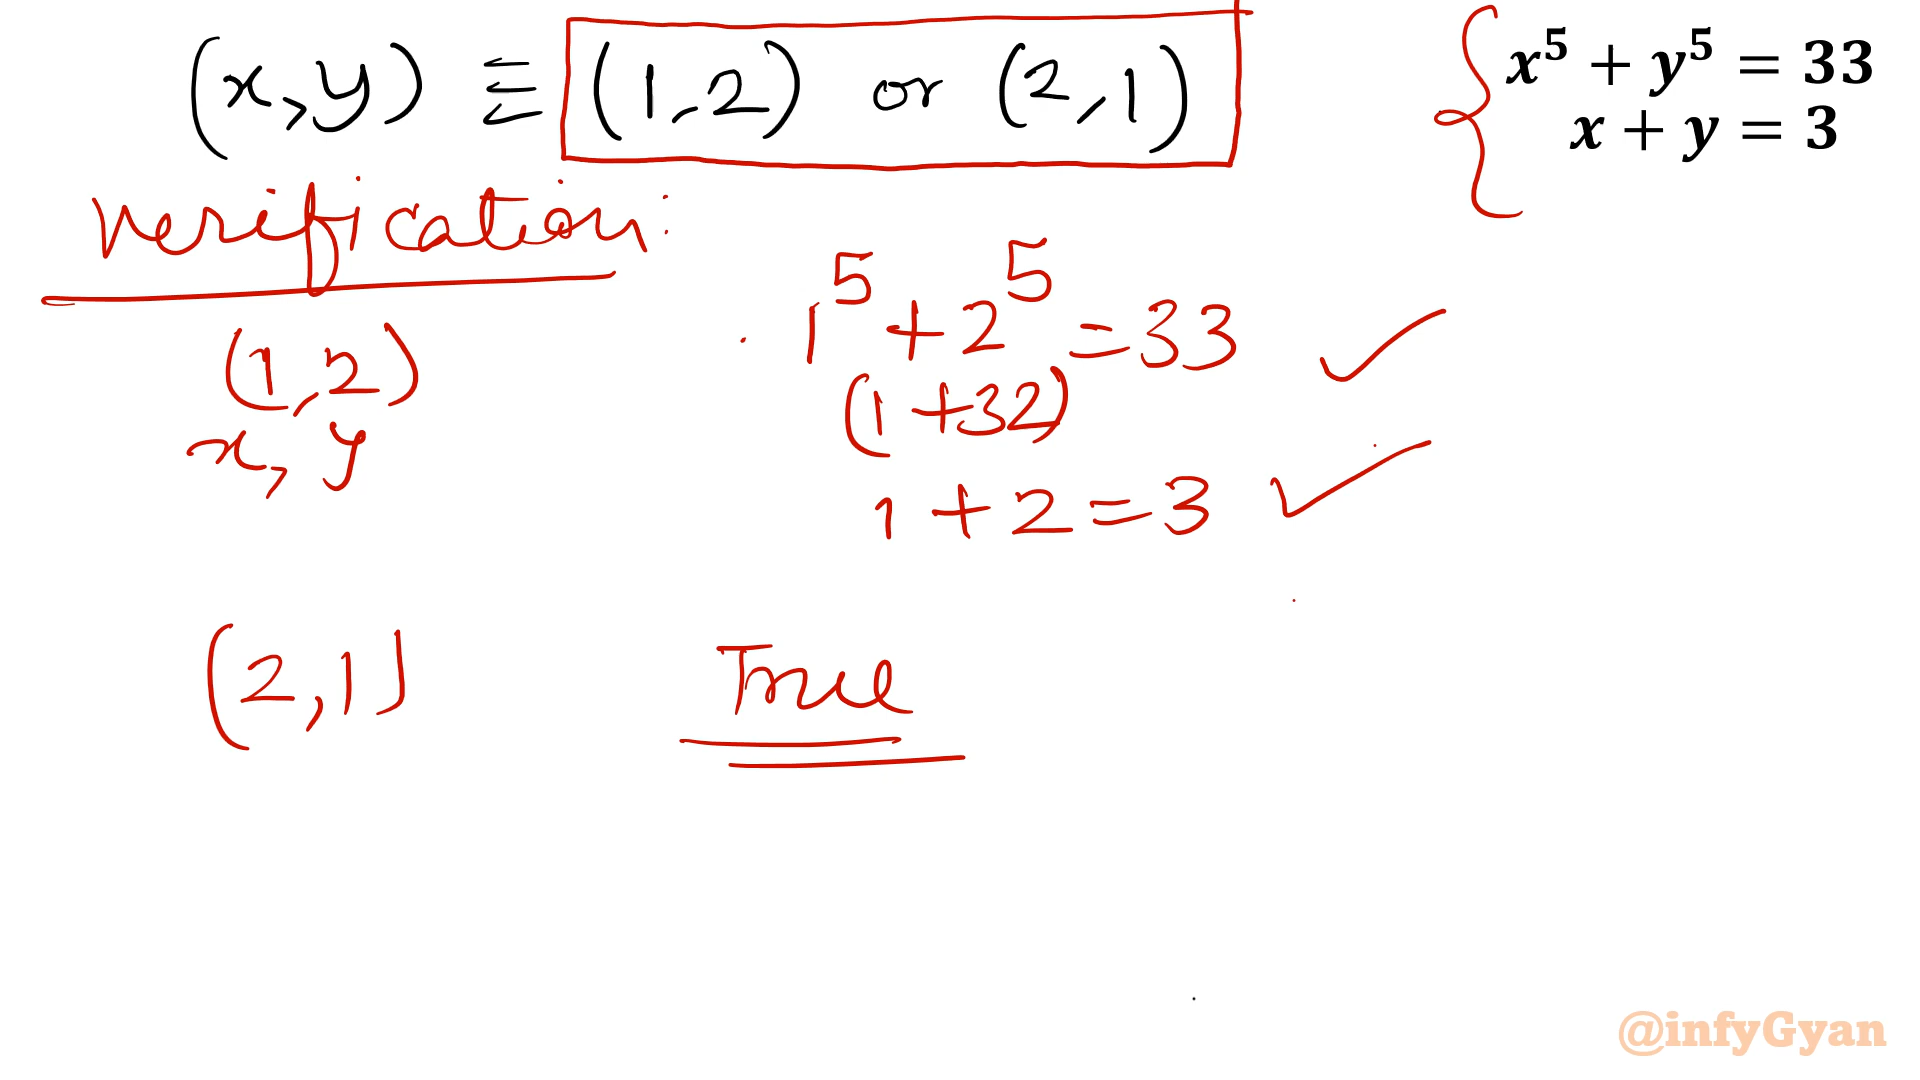 (x,y) ≡ (1,2) or (2,1)
x⁵ + y⁵ = 33
x + y = 3
verification:
(1,2)
x, y
1⁵+2⁵=33
(1+32)
1+2=3
(2,1)
True
@infyGyan